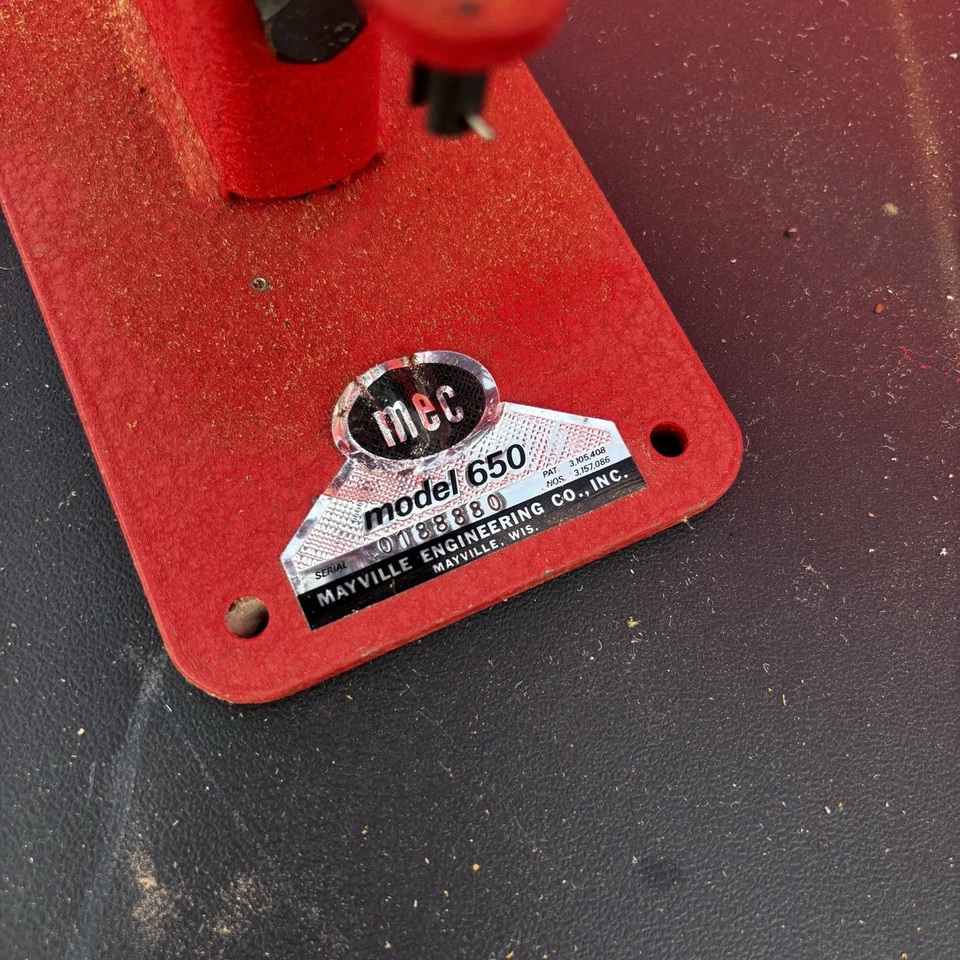 mec
model 650
PAT. NOS. 3,105,408
3,157,086
SERIAL 0188880
MAYVILLE ENGINEERING CO., INC.
MAYVILLE, WIS.